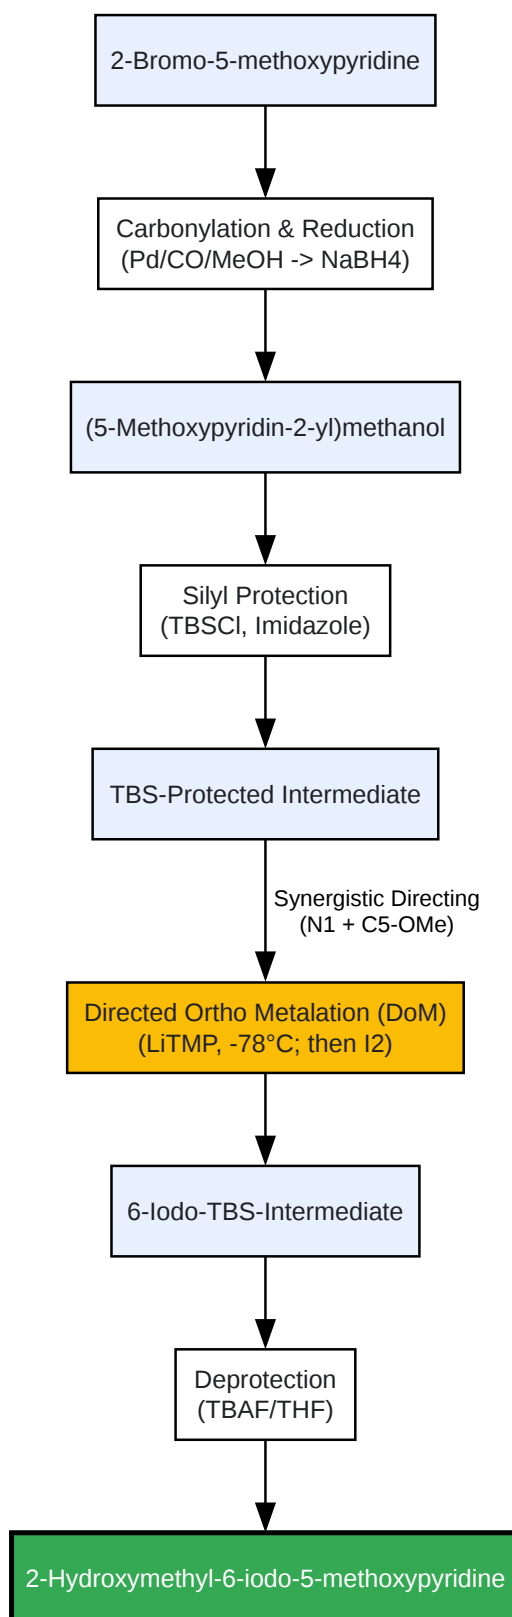 2-Bromo-5-methoxypyridine
Carbonylation & Reduction
(Pd/CO/MeOH -> NaBH4)
(5-Methoxypyridin-2-yl)methanol
Silyl Protection
(TBSCl, Imidazole)
TBS-Protected Intermediate
Synergistic Directing
(N1 + C5-OMe)
Directed Ortho Metalation (DoM)
(LiTMP, -78°C; then I2)
6-Iodo-TBS-Intermediate
Deprotection
(TBAF/THF)
2-Hydroxymethyl-6-iodo-5-methoxypyridine